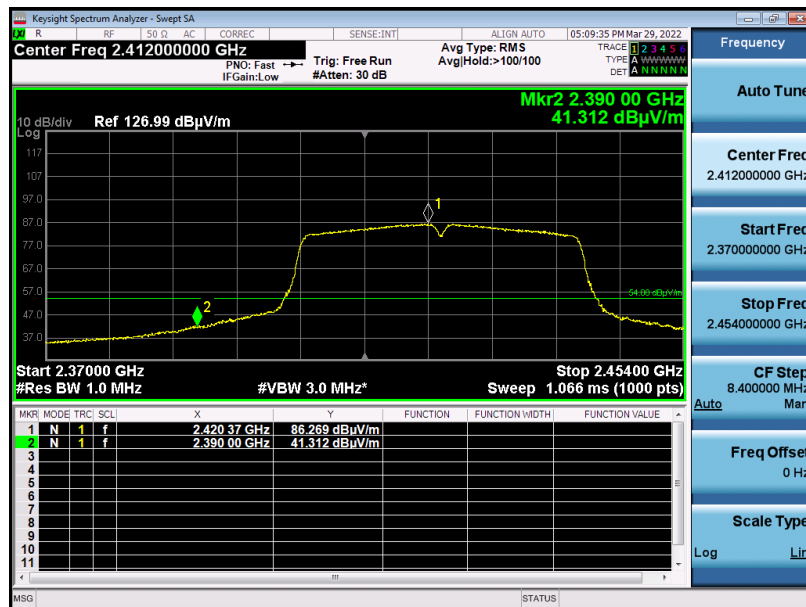 Keysight Spectrum Analyzer - Swept SA
LXI R RF 50 Ω AC CORREC SENSE:INT ALIGN AUTO 05:09:35 PM Mar 29, 2022
Center Freq 2.412000000 GHz
PNO: Fast
IFGain:Low
Trig: Free Run
#Atten: 30 dB
Avg Type: RMS
Avg|Hold:>100/100
TRACE 1 2 3 4 5 6
TYPE A WWWWW
DET A N N N N N
Mkr2 2.390 00 GHz
41.312 dBµV/m
10 dB/div Ref 126.99 dBµV/m
Log
117
107
97.0
87.0
77.0
67.0
57.0
47.0
37.0
1
2
54.00 dBµV/m
Start 2.37000 GHz Stop 2.45400 GHz
#Res BW 1.0 MHz #VBW 3.0 MHz* Sweep 1.066 ms (1000 pts)
MKR MODE TRC SCL X Y FUNCTION FUNCTION WIDTH FUNCTION VALUE
1 N 1 f 2.420 37 GHz 86.269 dBµV/m
2 N 1 f 2.390 00 GHz 41.312 dBµV/m
3
4
5
6
7
8
9
10
11
MSG STATUS
Frequency
Auto Tune
Center Freq
2.412000000 GHz
Start Freq
2.370000000 GHz
Stop Freq
2.454000000 GHz
CF Step
8.400000 MHz
Auto Man
Freq Offset
0 Hz
Scale Type
Log Lin